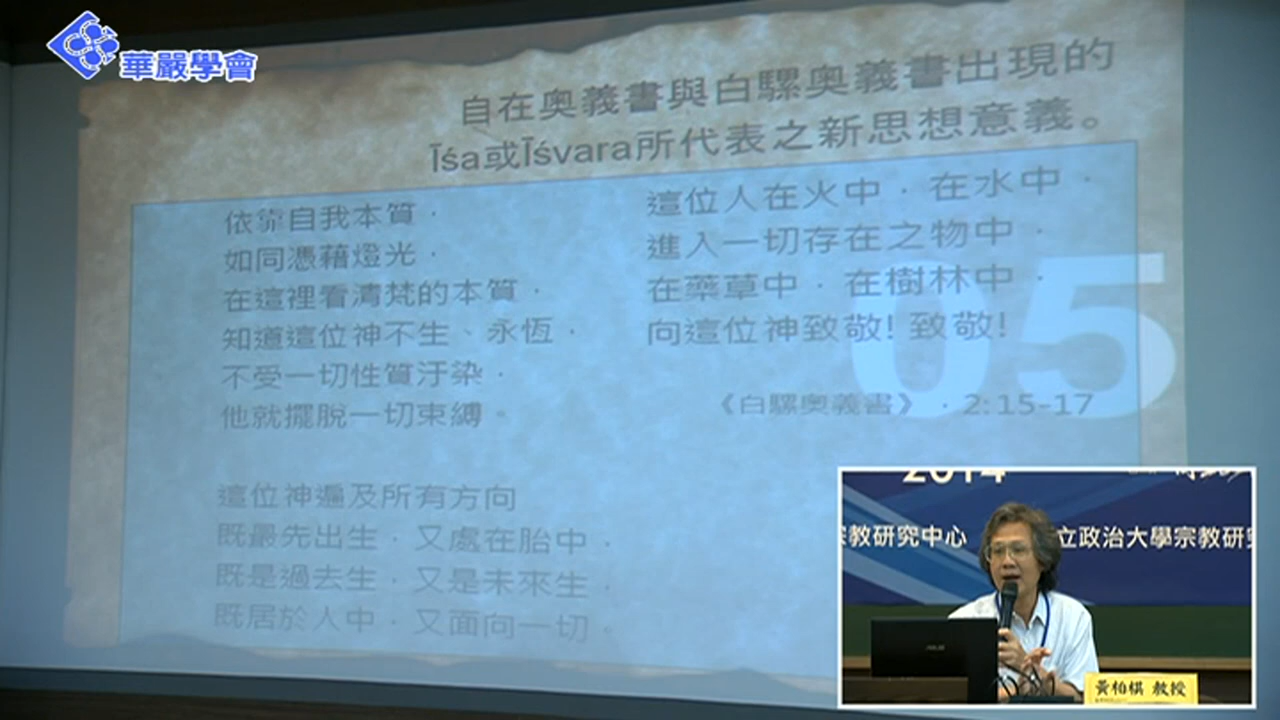 華嚴學會
自在奧義書與白騾奧義書出現的
Īśa或Īśvara所代表之新思想意義。
依靠自我本質，
如同憑藉燈光，
在這裡看清梵的本質，
知道這位神不生、永恆，
不受一切性質汙染，
他就擺脫一切束縛。
這位神遍及所有方向
既最先出生，又處在胎中，
既是過去生，又是未來生，
既居於人中，又面向一切。
這位人在火中，在水中，
進入一切存在之物中，
在藥草中，在樹林中，
向這位神致敬!致敬!
《白騾奧義書》，2:15-17
05
2014
宗教研究中心
立政治大學宗教研究
ASUS
黃柏棋 教授